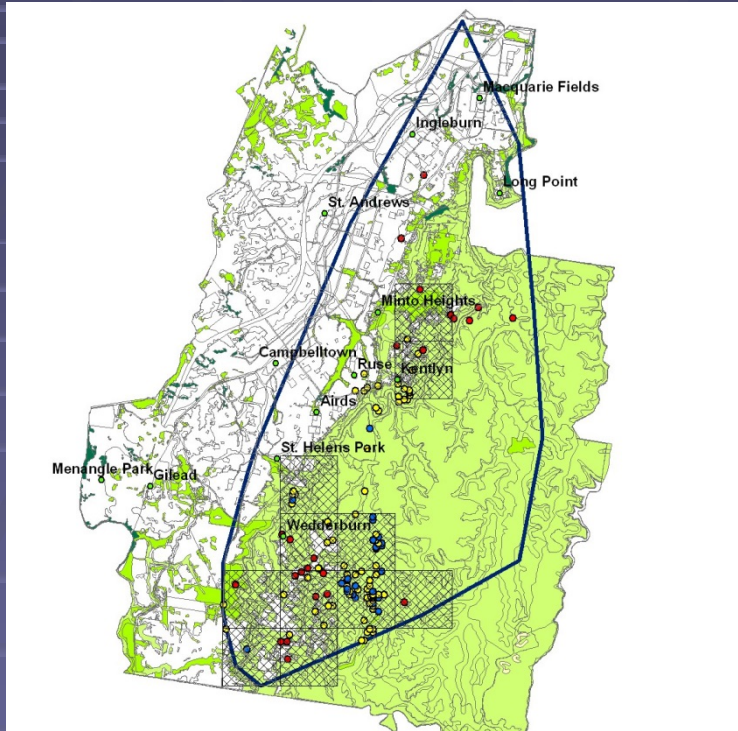 Macquarie Fields
Ingleburn
Long Point
St. Andrews
Minto Heights
Campbelltown
Ruse
Kentlyn
Airds
St. Helens Park
Menangle Park
Gilead
Wedderburn